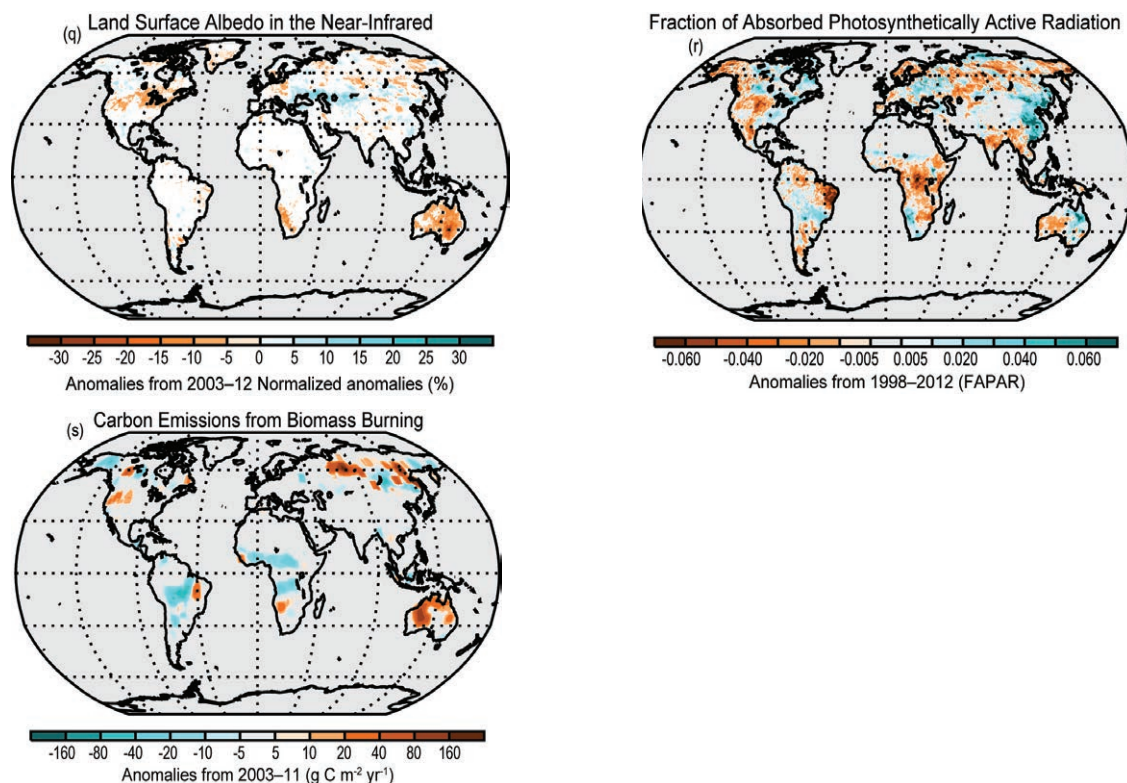 Land Surface Albedo in the Near-Infrared
(q)
-30 -25 -20 -15 -10 -5 0 5 10 15 20 25 30
Anomalies from 2003–12 Normalized anomalies (%)
Fraction of Absorbed Photosynthetically Active Radiation
(r)
-0.060 -0.040 -0.020 -0.005 0.005 0.020 0.040 0.060
Anomalies from 1998–2012 (FAPAR)
(s) Carbon Emissions from Biomass Burning
-160 -80 -40 -20 -10 -5 5 10 20 40 80 160
Anomalies from 2003–11 (g C m⁻² yr⁻¹)